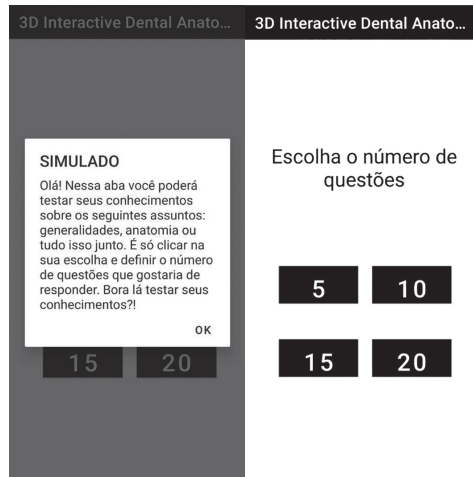 3D Interactive Dental Anato...
SIMULADO
Olá! Nessa aba você poderá
testar seus conhecimentos
sobre os seguintes assuntos:
generalidades, anatomia ou
tudo isso junto. É só clicar na
sua escolha e definir o número
de questões que gostaria de
responder. Bora lá testar seus
conhecimentos?!
OK
15 20
3D Interactive Dental Anato...
Escolha o número de
questões
5 10
15 20